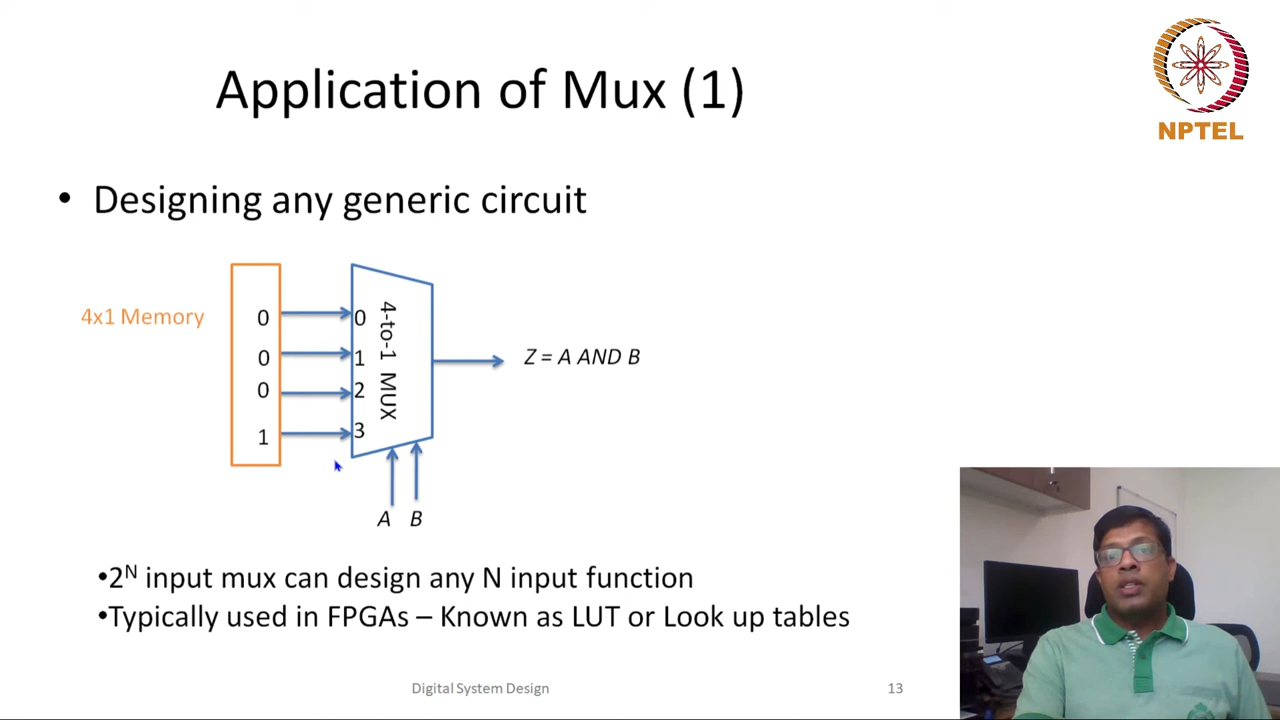 Application of Mux (1)
NPTEL
• Designing any generic circuit
4x1 Memory
0
0
0
1
0
1
2
3
4-to-1 MUX
Z = A AND B
A B
•2ᴺ input mux can design any N input function
•Typically used in FPGAs – Known as LUT or Look up tables
Digital System Design
13